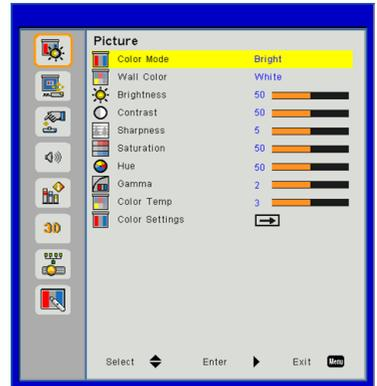 Picture
Color Mode Bright
Wall Color White
Brightness 50
Contrast 50
Sharpness 5
Saturation 50
Hue 50
Gamma 2
Color Temp 3
Color Settings
3D
Select Enter Exit Menu